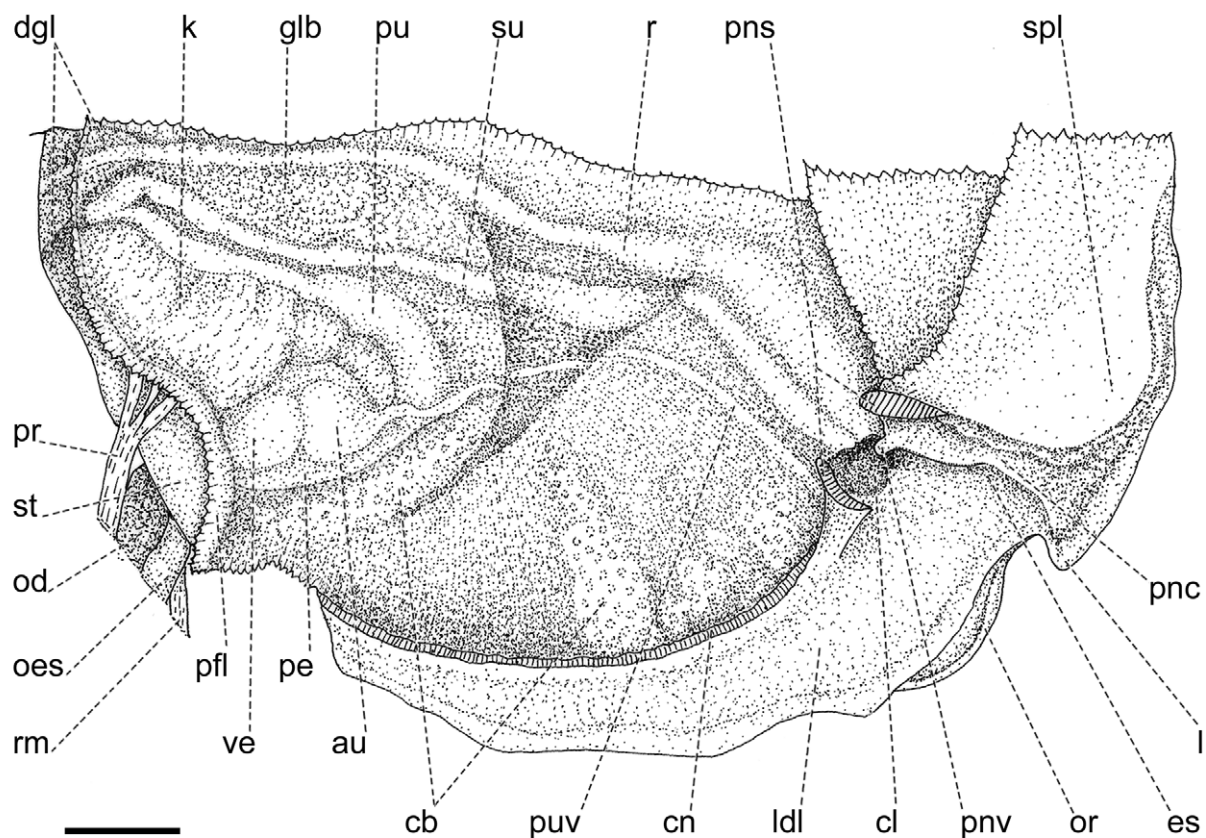 dgl k glb pu su r pns spl
pr
st
od
oes
rm
pfl pe
ve au
cb puv cn ldl cl pnv or es
l
pnc